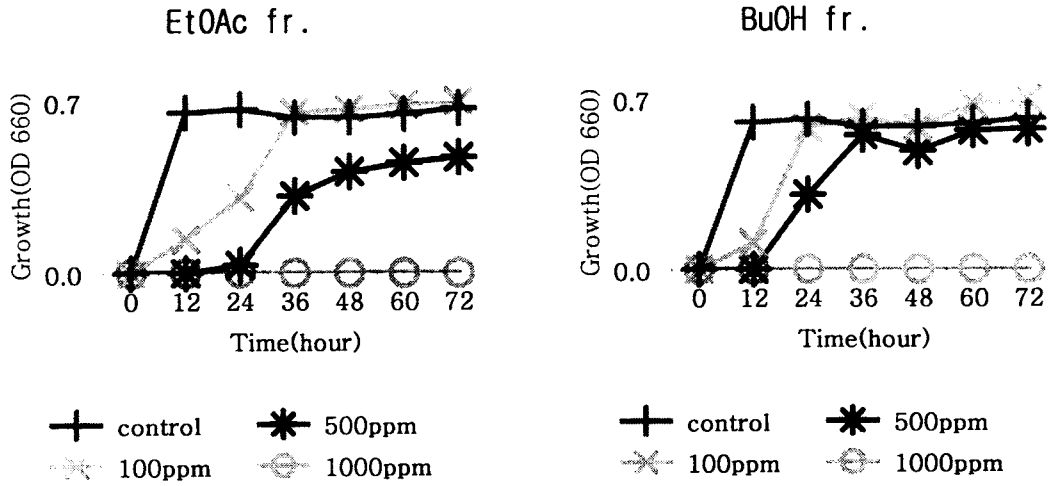 EtOAc fr.
Growth(OD 660)
0.7
0.0
0 12 24 36 48 60 72
Time(hour)
control
500ppm
100ppm
1000ppm
BuOH fr.
Growth(OD 660)
0.7
0.0
0 12 24 36 48 60 72
Time(hour)
control
500ppm
100ppm
1000ppm